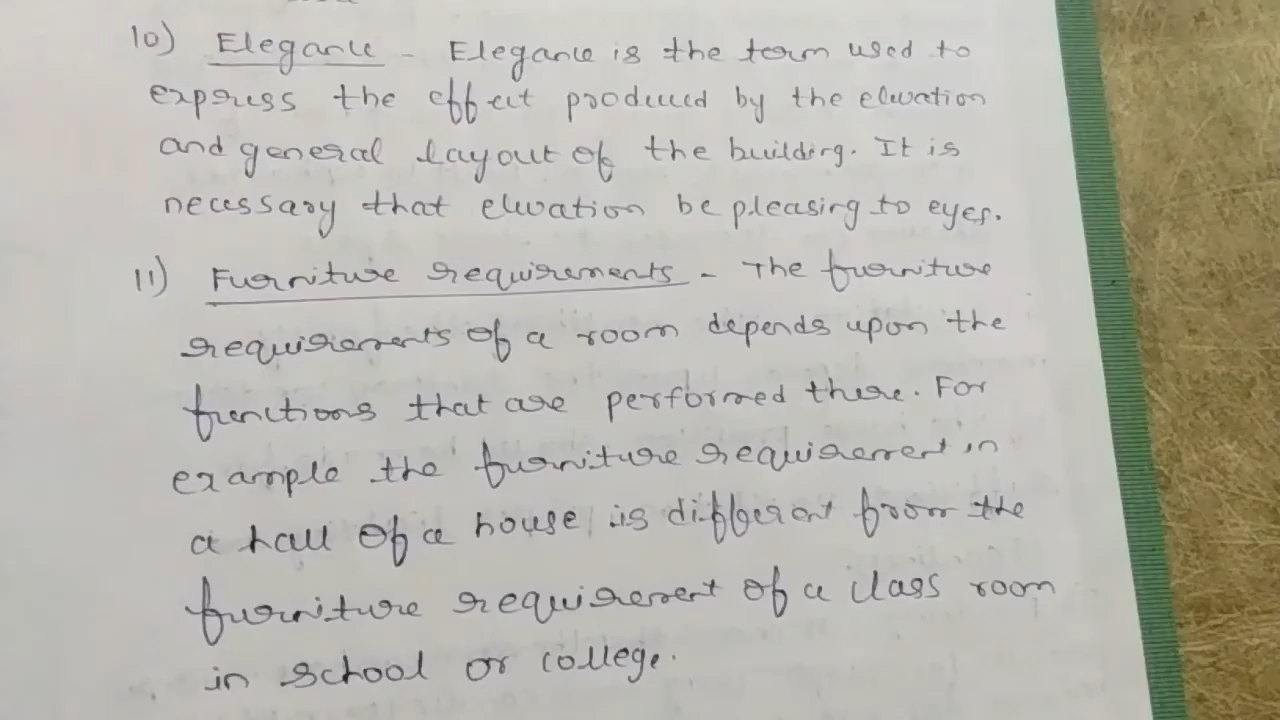 10) Elegance - Elegance is the term used to
express the effect produced by the elevation
and general layout of the building. It is
necessary that elevation be pleasing to eyes.
11) Furniture requirements - The furniture
requirements of a room depends upon the
functions that are performed there. For
example the furniture requirement in
a hall of a house is different from the
furniture requirement of a class room
in school or college.